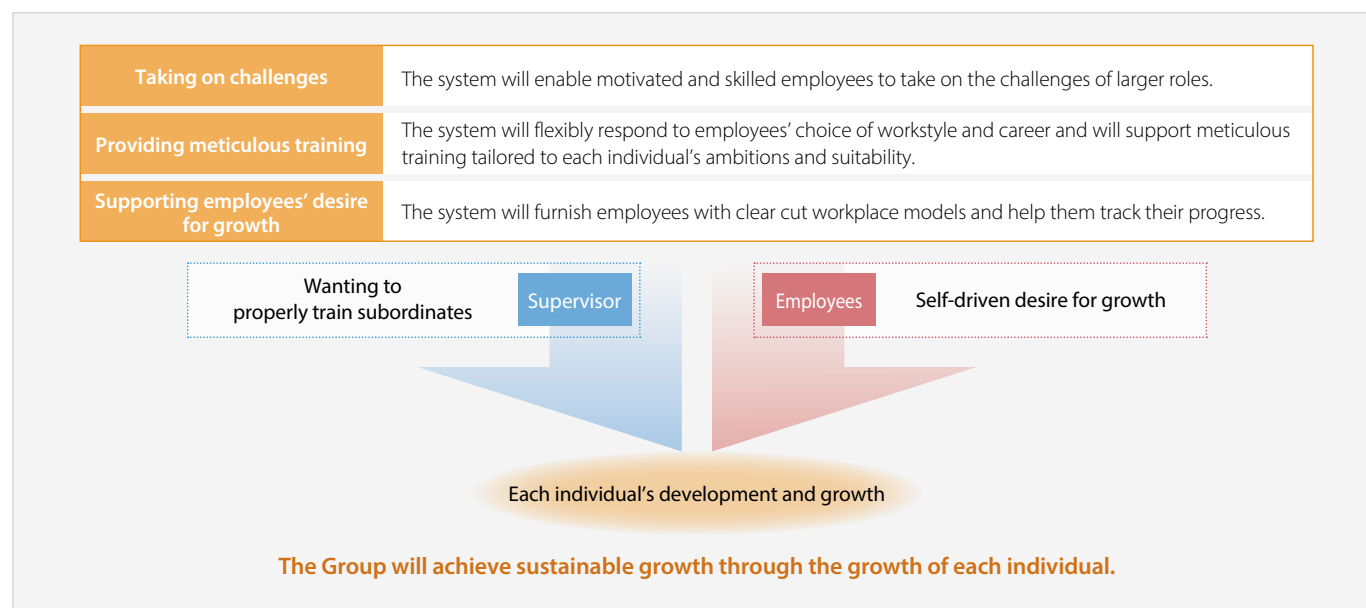 Taking on challenges
The system will enable motivated and skilled employees to take on the challenges of larger roles.
Providing meticulous training
The system will flexibly respond to employees’ choice of workstyle and career and will support meticulous
training tailored to each individual’s ambitions and suitability.
Supporting employees’ desire
for growth
The system will furnish employees with clear cut workplace models and help them track their progress.
Wanting to
properly train subordinates
Supervisor
Employees
Self-driven desire for growth
Each individual’s development and growth
The Group will achieve sustainable growth through the growth of each individual.